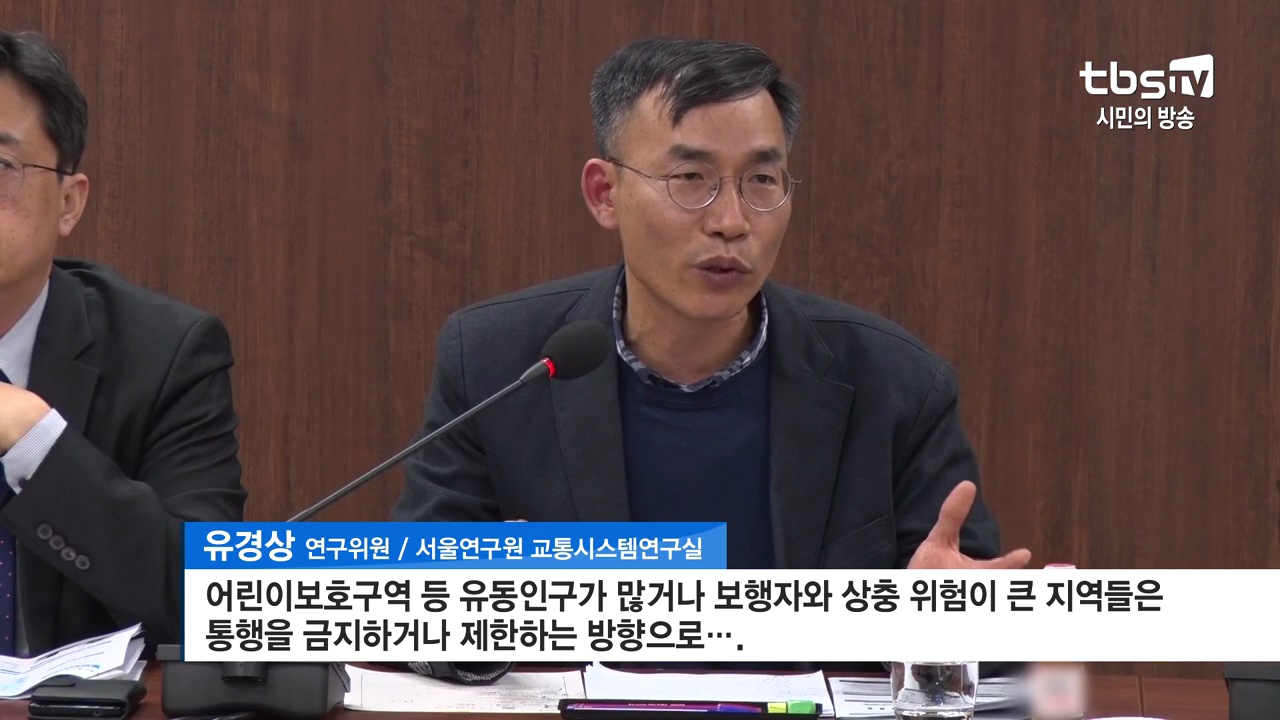 tbs TV
시민의 방송
유경상 연구위원 / 서울연구원 교통시스템연구실
어린이보호구역 등 유동인구가 많거나 보행자와 상충 위험이 큰 지역들은
통행을 금지하거나 제한하는 방향으로….